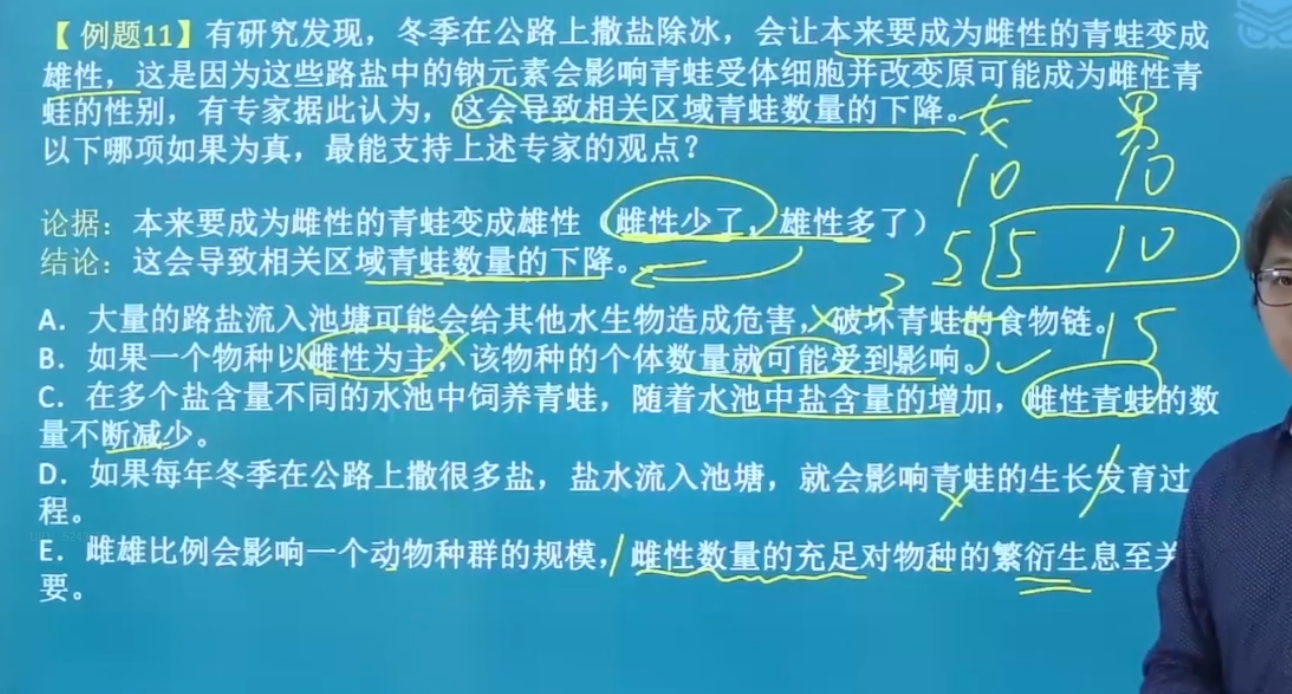 【例题11】有研究发现，冬季在公路上撒盐除冰，会让本来要成为雌性的青蛙变成
雄性，这是因为这些路盐中的钠元素会影响青蛙受体细胞并改变原可能成为雌性青
蛙的性别，有专家据此认为，这会导致相关区域青蛙数量的下降。
以下哪项如果为真，最能支持上述专家的观点？
女 男
10 10
论据：本来要成为雌性的青蛙变成雄性（雌性少了，雄性多了）
5 5 10
结论：这会导致相关区域青蛙数量的下降。
3
A．大量的路盐流入池塘可能会给其他水生物造成危害，破坏青蛙的食物链。
15
B．如果一个物种以雌性为主，该物种的个体数量就可能受到影响。
C．在多个盐含量不同的水池中饲养青蛙，随着水池中盐含量的增加，雌性青蛙的数
量不断减少。
D．如果每年冬季在公路上撒很多盐，盐水流入池塘，就会影响青蛙的生长发育过
程。
E．雌雄比例会影响一个动物种群的规模，雌性数量的充足对物种的繁衍生息至关
要。